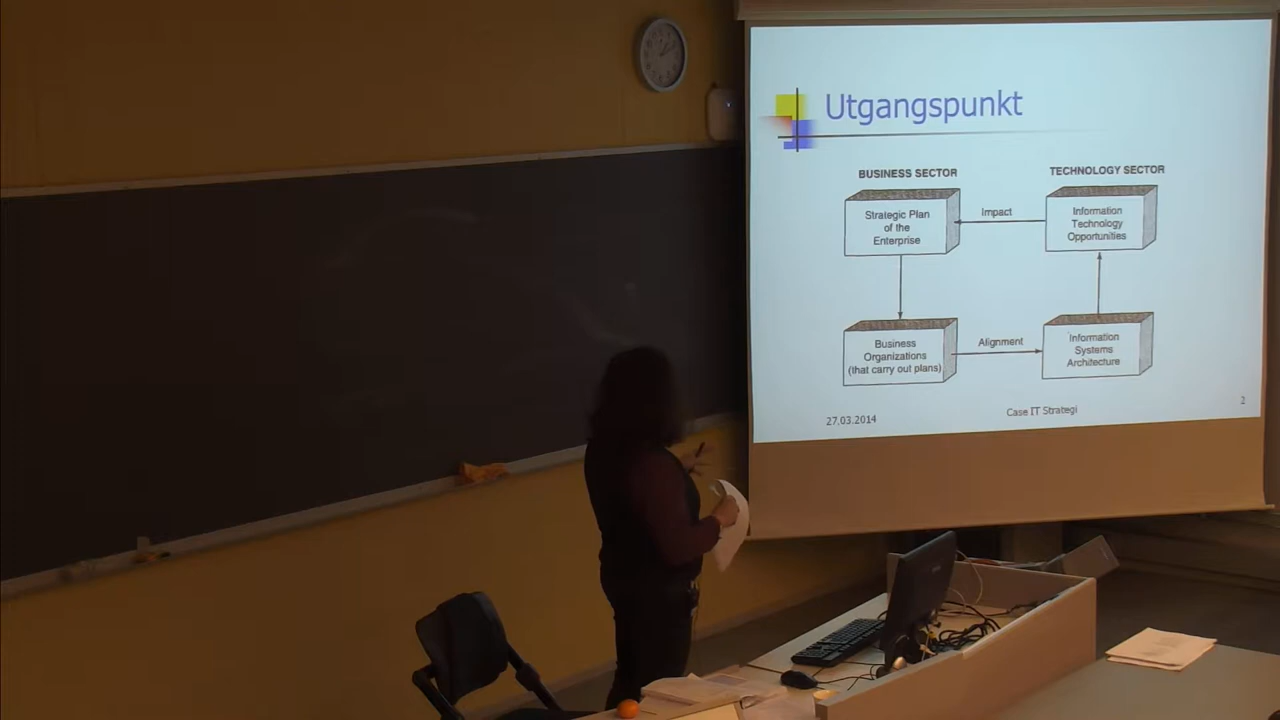 Utgangspunkt
BUSINESS SECTOR
TECHNOLOGY SECTOR
Strategic Plan
of the
Enterprise
Impact
Information
Technology
Opportunities
Business
Organizations
(that carry out plans)
Alignment
Information
Systems
Architecture
27.03.2014
Case IT Strategi
2